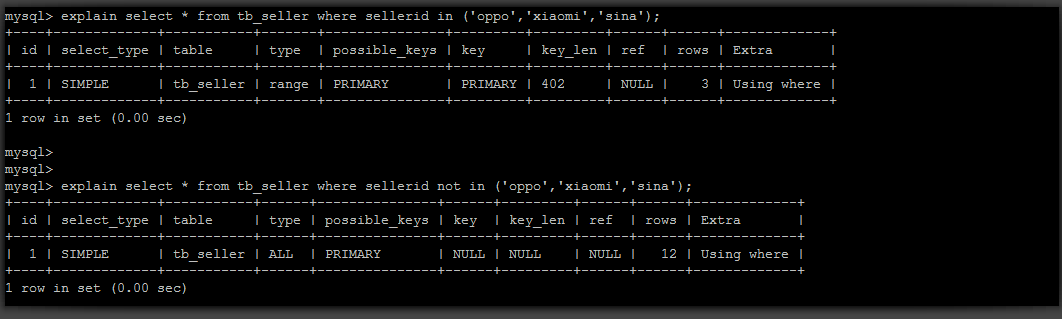 mysql> explain select * from tb_seller where sellerid in ('oppo','xiaomi','sina');
+----+-------------+-----------+-------+---------------+---------+---------+------+------+-------------+
| id | select_type | table     | type  | possible_keys | key     | key_len | ref  | rows | Extra       |
+----+-------------+-----------+-------+---------------+---------+---------+------+------+-------------+
|  1 | SIMPLE      | tb_seller | range | PRIMARY       | PRIMARY | 402     | NULL |    3 | Using where |
+----+-------------+-----------+-------+---------------+---------+---------+------+------+-------------+
1 row in set (0.00 sec)
mysql>
mysql>
mysql> explain select * from tb_seller where sellerid not in ('oppo','xiaomi','sina');
+----+-------------+-----------+------+---------------+------+---------+------+------+-------------+
| id | select_type | table     | type | possible_keys | key  | key_len | ref  | rows | Extra       |
+----+-------------+-----------+------+---------------+------+---------+------+------+-------------+
|  1 | SIMPLE      | tb_seller | ALL  | PRIMARY       | NULL | NULL    | NULL |   12 | Using where |
+----+-------------+-----------+------+---------------+------+---------+------+------+-------------+
1 row in set (0.00 sec)